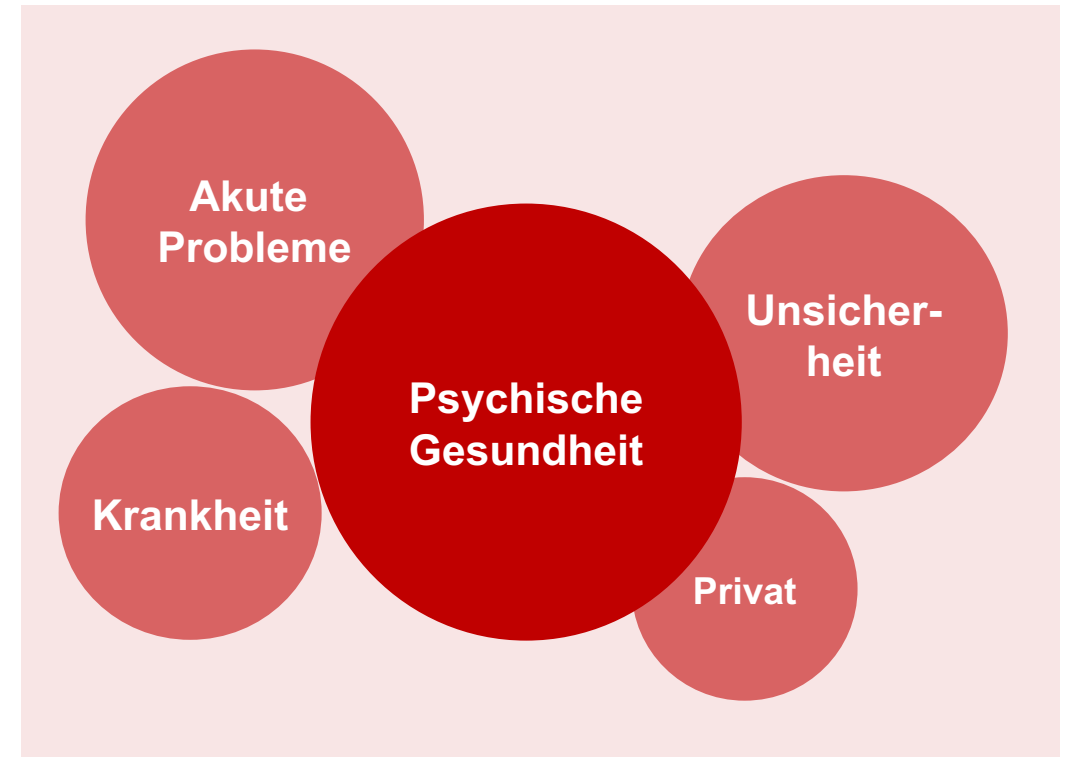 Akute
Probleme
Unsicher-
heit
Psychische
Gesundheit
Krankheit
Privat